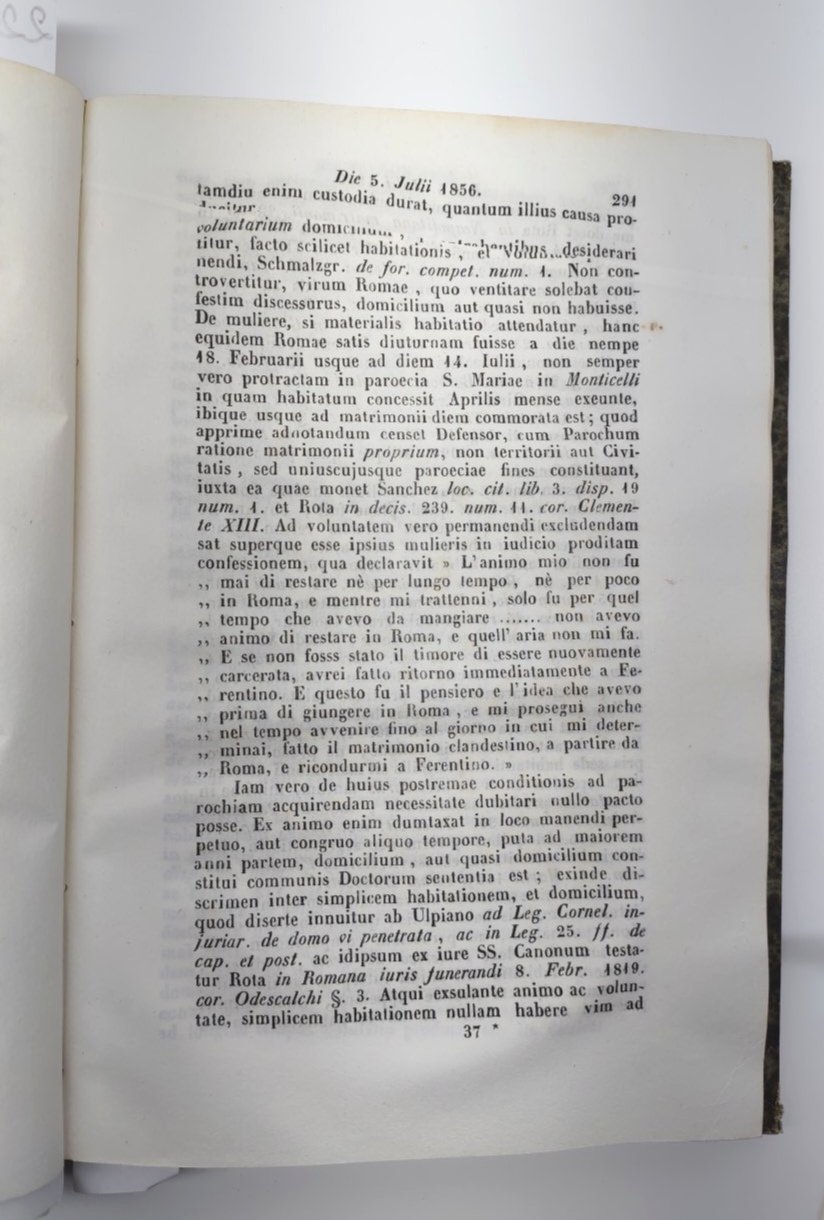 Die 5. Julii 1856.
291
tamdiu enim custodia durat, quantum illius causa pro-
voluntarium
titur, facto scilicet habitationis, desiderari
nendi, Schmalzgr. de for. compet. num. 1. Non con-
trovertitur, virum Romae, quo ventitare solebat con-
festim discessurus, domicilium aut quasi non habuisse.
De muliere, si materialis habitatio attendatur, hanc
equidem Romae satis diuturnam fuisse a die nempe
18. Februarii usque ad diem 14. Iulii, non semper
vero protractam in paroecia S. Mariae in Monticelli
in quam habitatum concessit Aprilis mense exeunte,
ibique usque ad matrimonii diem commorata est; quod
apprime adnotandum censet Defensor, cum Parochum
ratione matrimonii proprium, non territorii aut Civi-
tatis, sed uniuscujusque paroeciae fines constituant,
iuxta ea quae monet Sanchez loc. cit. lib. 3. disp. 19
num. 1. et Rota in decis. 239. num. 11. cor. Clemen-
te XIII. Ad voluntatem vero permanendi excludendam
sat superque esse ipsius mulieris in iudicio proditam
confessionem, qua declaravit » L'animo mio non fu
,, mai di restare nè per lungo tempo, nè per poco
,, in Roma, e mentre mi trattenni, solo fu per quel
,, tempo che avevo da mangiare ....... non avevo
,, animo di restare in Roma, e quell' aria non mi fa.
,, E se non fosss stato il timore di essere nuovamente
,, carcerata, avrei fatto ritorno immediatamente a Fe-
,, rentino. E questo fu il pensiero e l'idea che avevo
,, prima di giungere in Roma, e mi prosegui anche
,, nel tempo avvenire fino al giorno in cui mi deter-
,, minai, fatto il matrimonio clandestino, a partire da
,, Roma, e ricondurmi a Ferentino. »
Iam vero de huius postremae conditionis ad pa-
rochiam acquirendam necessitate dubitari nullo pacto
posse. Ex animo enim dumtaxat in loco manendi per-
petuo, aut congruo aliquo tempore, puta ad maiorem
anni partem, domicilium, aut quasi domicilium con-
stitui communis Doctorum sententia est; exinde di-
scrimen inter simplicem habitationem, et domicilium,
quod diserte innuitur ab Ulpiano ad Leg. Cornel. in-
juriar. de domo vi penetrata, ac in Leg. 25. ff. de
cap. et post. ac idipsum ex iure SS. Canonum testa-
tur Rota in Romana iuris funerandi 8. Febr. 1819.
cor. Odescalchi §. 3. Atqui exsulante animo ac volun-
tate, simplicem habitationem nullam habere vim ad
37 *